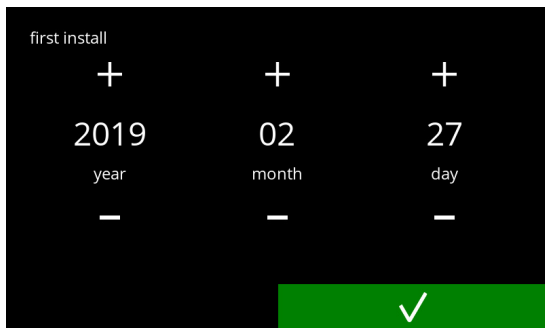 first install
+ + +
2019 02 27
year month day
- - -